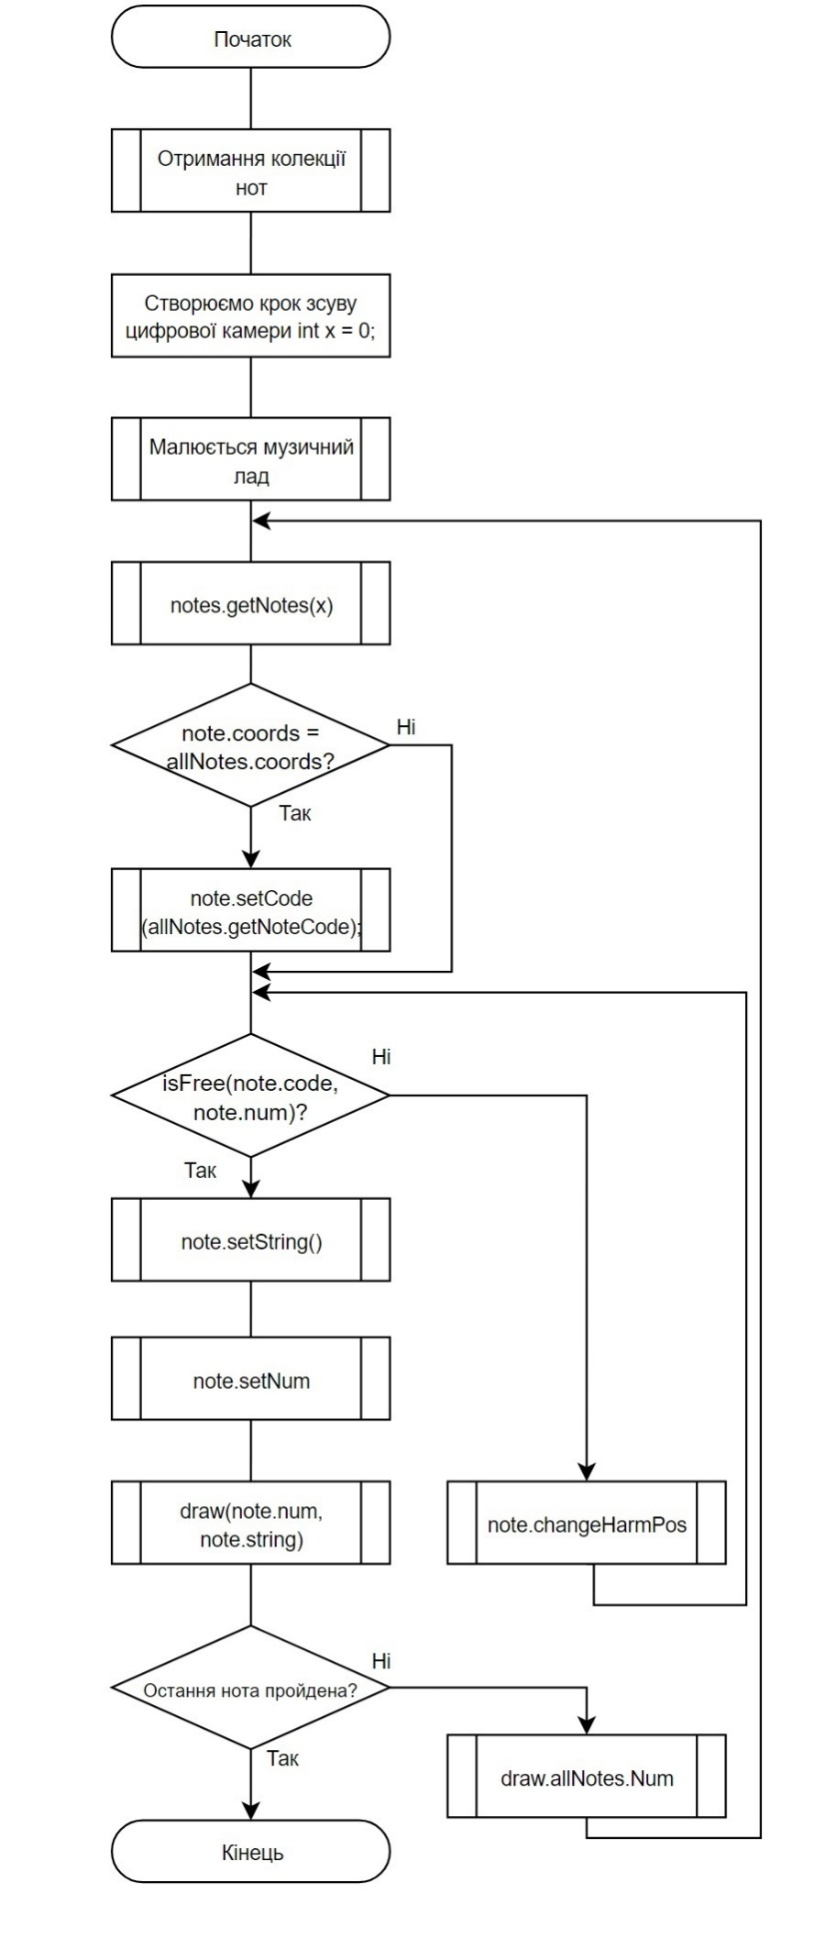 Початок
Отримання колекції
нот
Створюємо крок зсуву
цифрової камери int x = 0;
Малюється музичний
лад
notes.getNotes(x)
note.coords =
allNotes.coords?
Ні
Так
note.setCode
(allNotes.getNoteCode);
isFree(note.code,
note.num)?
Ні
Так
note.setString()
note.setNum
draw(note.num,
note.string)
note.changeHarmPos
Остання нота пройдена?
Ні
Так
draw.allNotes.Num
Кінець